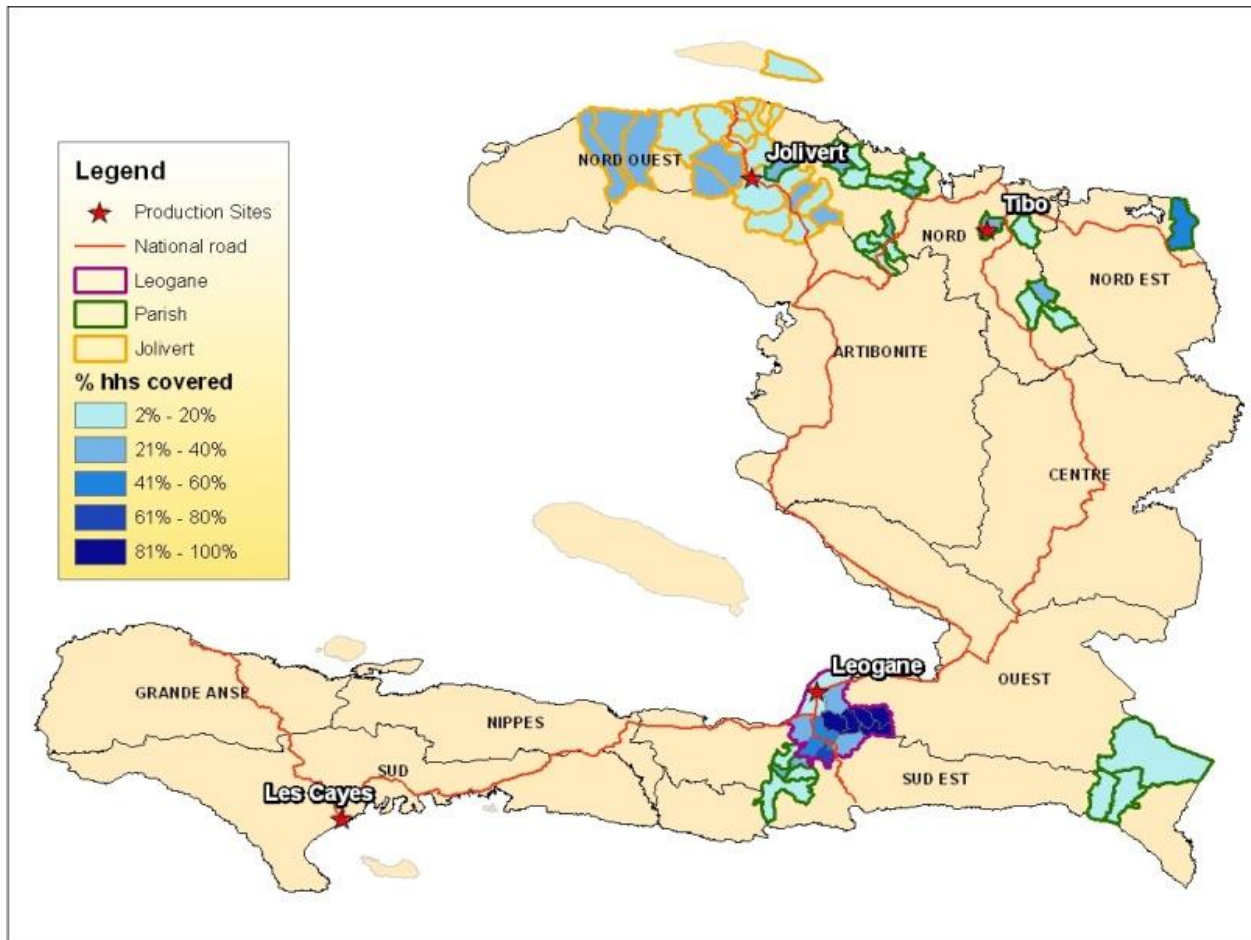 Legend
Production Sites
National road
Leogane
Parish
Jolivert
% hhs covered
2% - 20%
21% - 40%
41% - 60%
61% - 80%
81% - 100%
NORD OUEST
Jolivert
Tibo
NORD
NORD EST
ARTIBONITE
CENTRE
Leogane
OUEST
GRANDE ANSE
NIPPES
SUD
SUD EST
Les Cayes